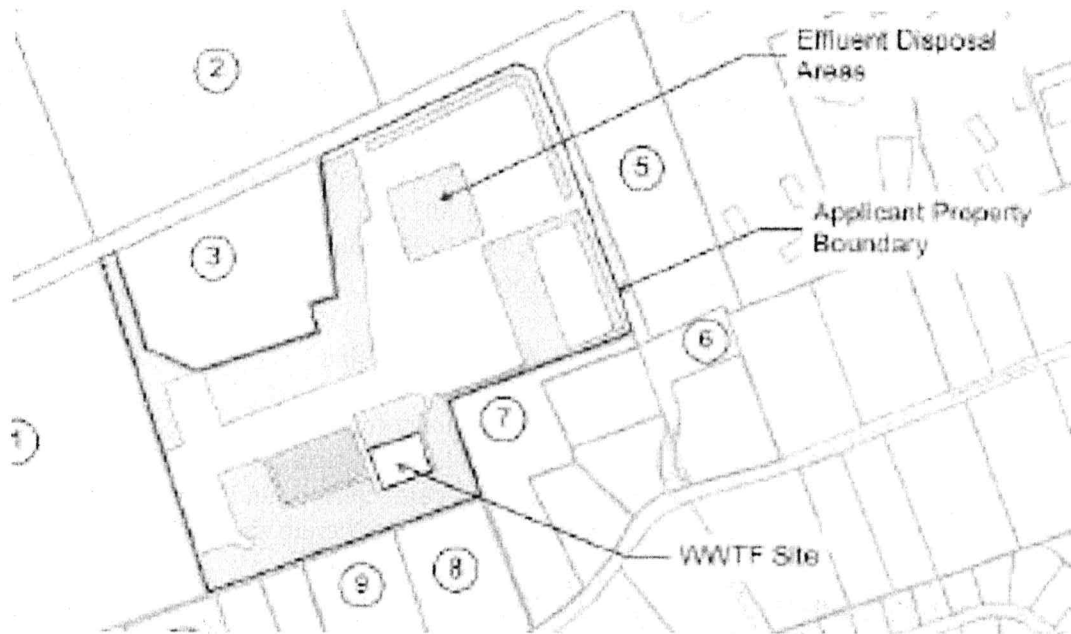 Effluent Disposal
Areas
2
5
Applicant Property
Boundary
3
6
7
1
WWTF Site
9
8